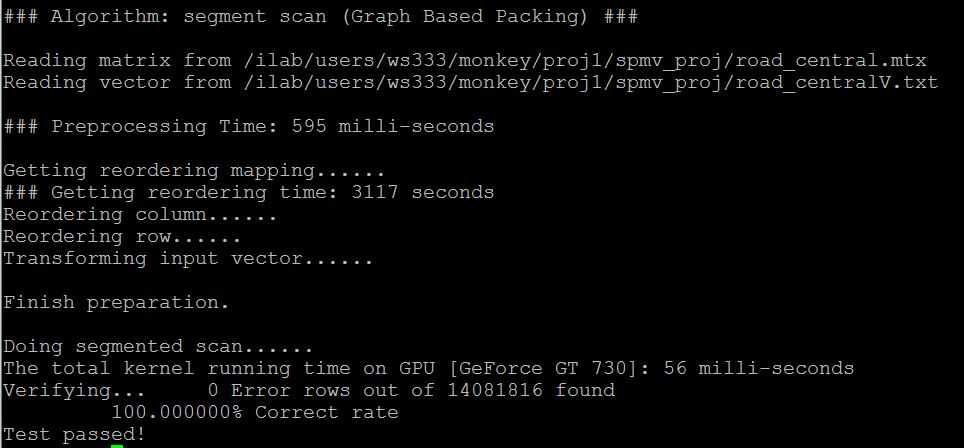 ### Algorithm: segment scan (Graph Based Packing) ###
Reading matrix from /ilab/users/ws333/monkey/proj1/spmv_proj/road_central.mtx
Reading vector from /ilab/users/ws333/monkey/proj1/spmv_proj/road_centralV.txt
### Preprocessing Time: 595 milli-seconds
Getting reordering mapping......
### Getting reordering time: 3117 seconds
Reordering column......
Reordering row......
Transforming input vector......
Finish preparation.
Doing segmented scan......
The total kernel running time on GPU [GeForce GT 730]: 56 milli-seconds
Verifying...     0 Error rows out of 14081816 found
         100.000000% Correct rate
Test passed!